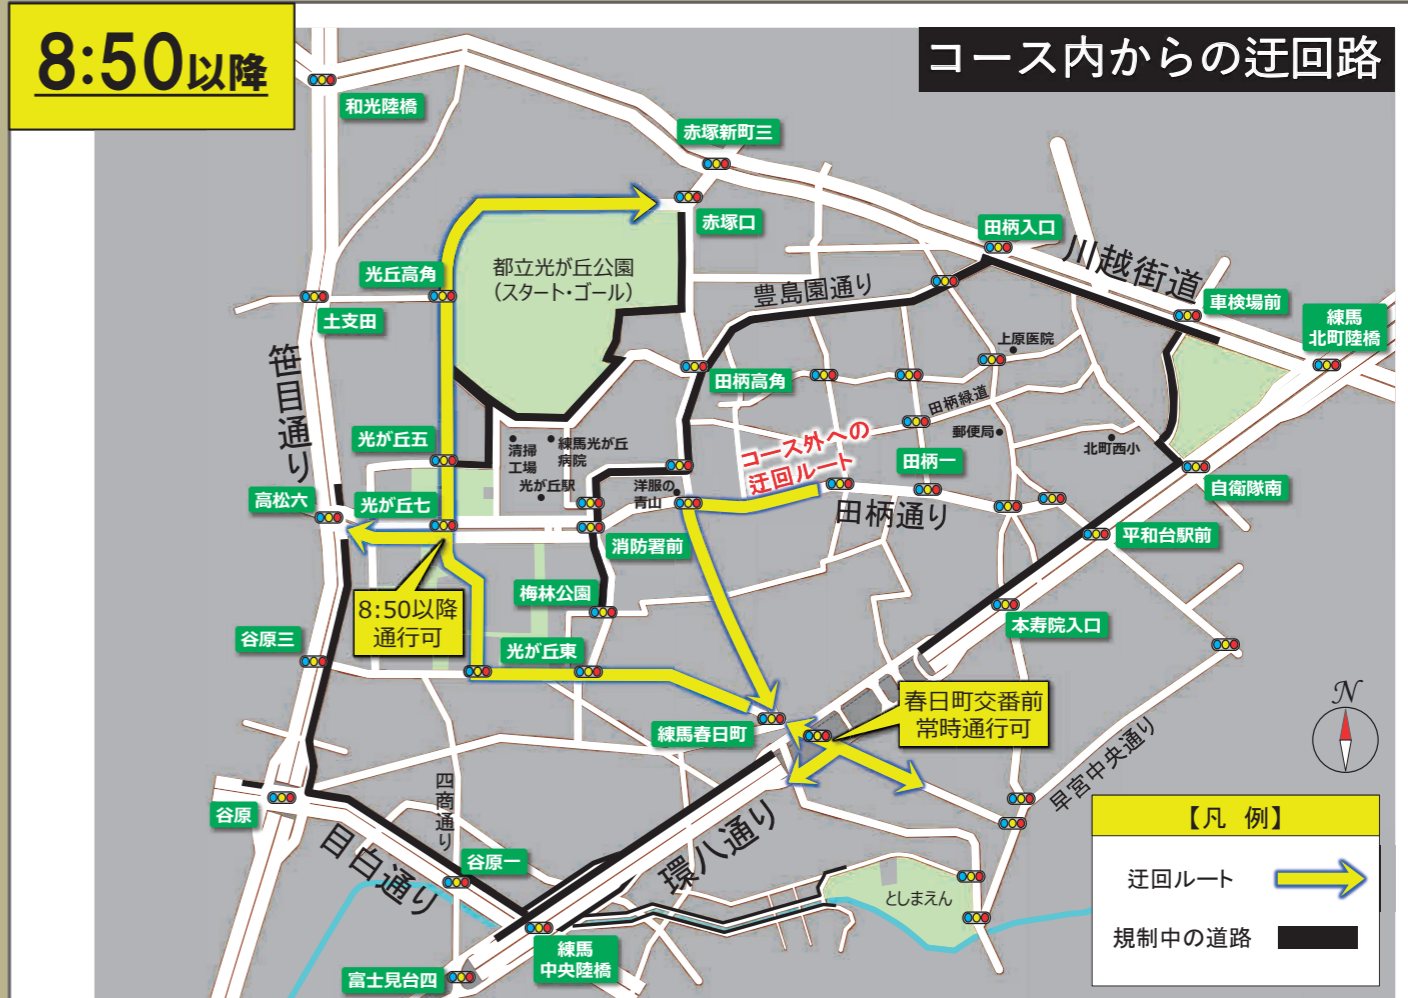 8:50以降
コース内からの迂回路
和光陸橋
赤塚新町三
赤塚口
田柄入口
川越街道
車検場前
練馬
北町陸橋
光丘高角
都立光が丘公園
(スタート・ゴール)
豊島園通り
土支田
笹目通り
上原医院
田柄高角
田柄緑道
郵便局
北町西小
コース外への
迂回ルート
田柄一
光が丘五
清掃
工場
練馬光が丘
病院
光が丘駅
洋服の
青山
自衛隊南
高松六
光が丘七
田柄通り
消防署前
平和台駅前
8:50以降
通行可
梅林公園
本寿院入口
谷原三
光が丘東
春日町交番前
常時通行可
練馬春日町
N
早宮中央通り
谷原
四商通り
目白通り
谷原一
環八通り
としまえん
練馬
中央陸橋
富士見台四
【凡 例】
迂回ルート
規制中の道路